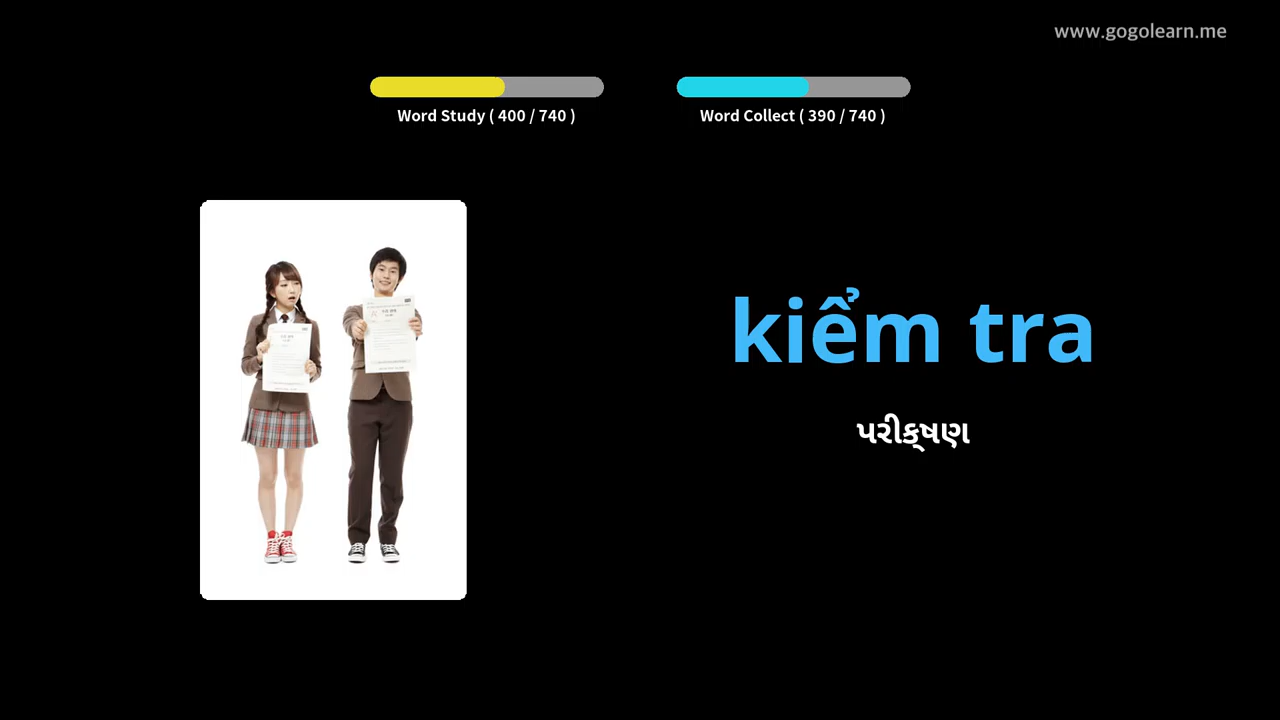 www.gogolearn.me
Word Study ( 400 / 740 )
Word Collect ( 390 / 740 )
kiểm tra
પરીક્ષણ